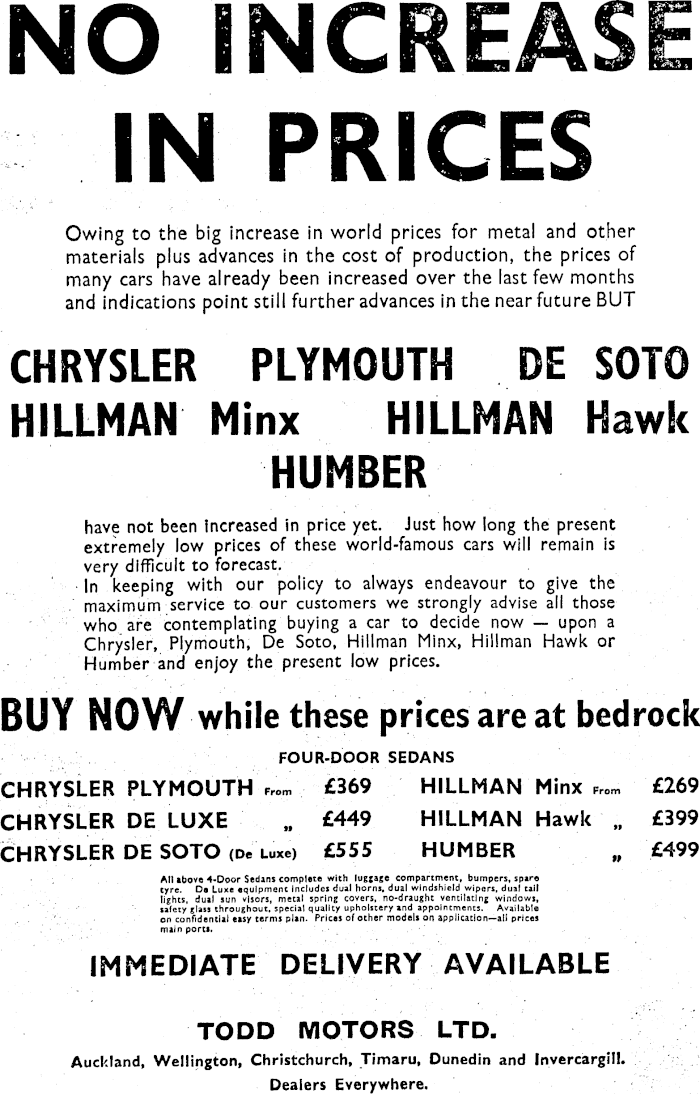 NO INCREASE
IN PRICES
Owing to the big increase in world prices for metal and other
materials plus advances in the cost of production, the prices of
many cars have already been increased over the last few months
and indications point still further advances in the near future BUT
CHRYSLER PLYMOUTH DE SOTO
HILLMAN Minx HILLMAN Hawk
HUMBER
have not been increased in price yet. Just how long the present
extremely low prices of these world-famous cars will remain is
very difficult to forecast.
In keeping with our policy to always endeavour to give the
maximum service to our customers we strongly advise all those
who are contemplating buying a car to decide now — upon a
Chrysler, Plymouth, De Soto, Hillman Minx, Hillman Hawk or
Humber and enjoy the present low prices.
BUY NOW while these prices are at bedrock
FOUR-DOOR SEDANS
CHRYSLER PLYMOUTH From £369 HILLMAN Minx From £269
CHRYSLER DE LUXE „ £449 HILLMAN Hawk „ £399
CHRYSLER DE SOTO (De Luxe) £555 HUMBER „ £499
All above 4-Door Sedans complete with luggage compartment, bumpers, spare
tyre. De Luxe equipment includes dual horns, dual windshield wipers, dual tail
lights, dual sun visors, metal spring covers, no-draught ventilating windows,
safety glass throughout, special quality upholstery and appointments. Available
on confidential easy terms plan. Prices of other models on application—all prices
main ports.
IMMEDIATE DELIVERY AVAILABLE
TODD MOTORS LTD.
Auckland, Wellington, Christchurch, Timaru, Dunedin and Invercargill.
Dealers Everywhere.